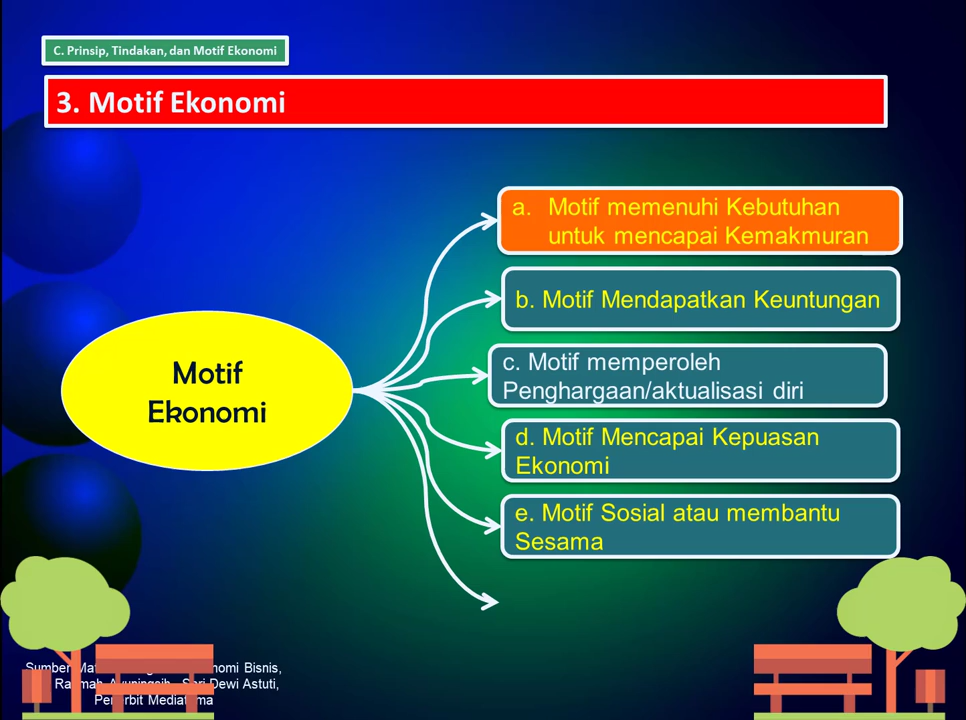 C. Prinsip, Tindakan, dan Motif Ekonomi
3. Motif Ekonomi
Motif
Ekonomi
a. Motif memenuhi Kebutuhan
untuk mencapai Kemakmuran
b. Motif Mendapatkan Keuntungan
c. Motif memperoleh
Penghargaan/aktualisasi diri
d. Motif Mencapai Kepuasan
Ekonomi
e. Motif Sosial atau membantu
Sesama
Sumber Bisnis,
Dewi Astuti,